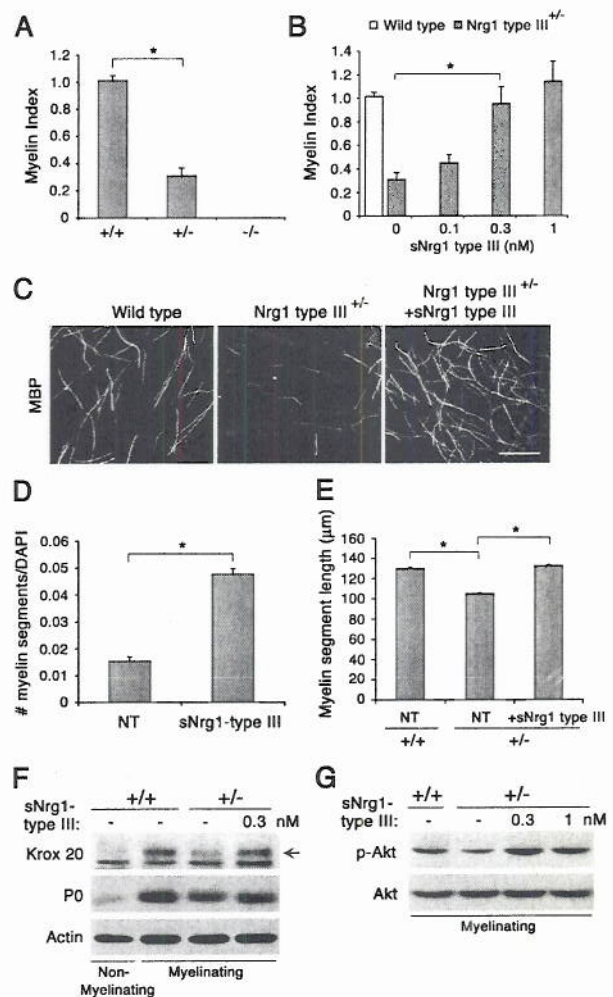 A
*
Myelin Index
1.2
1.0
0.8
0.6
0.4
0.2
0
+/+ +/- -/-
B
Wild type Nrg1 type III+/-
*
Myelin Index
1.4
1.2
1.0
0.8
0.6
0.4
0.2
0
0 0.1 0.3 1
sNrg1 type III (nM)
C
Wild type
Nrg1 type III+/-
Nrg1 type III+/-
+sNrg1 type III
MBP
D
*
# myelin segments/DAPI
0.06
0.05
0.04
0.03
0.02
0.01
0
NT sNrg1-type III
E
* *
Myelin segment length (µm)
160
140
120
100
80
60
40
20
0
NT NT +sNrg1 type III
+/+ +/-
F
+/+ +/-
sNrg1-
type III: - - - 0.3 nM
Krox 20
P0
Actin
Non-
Myelinating
Myelinating
G
+/+ +/-
sNrg1-
type III: - - 0.3 1 nM
p-Akt
Akt
Myelinating